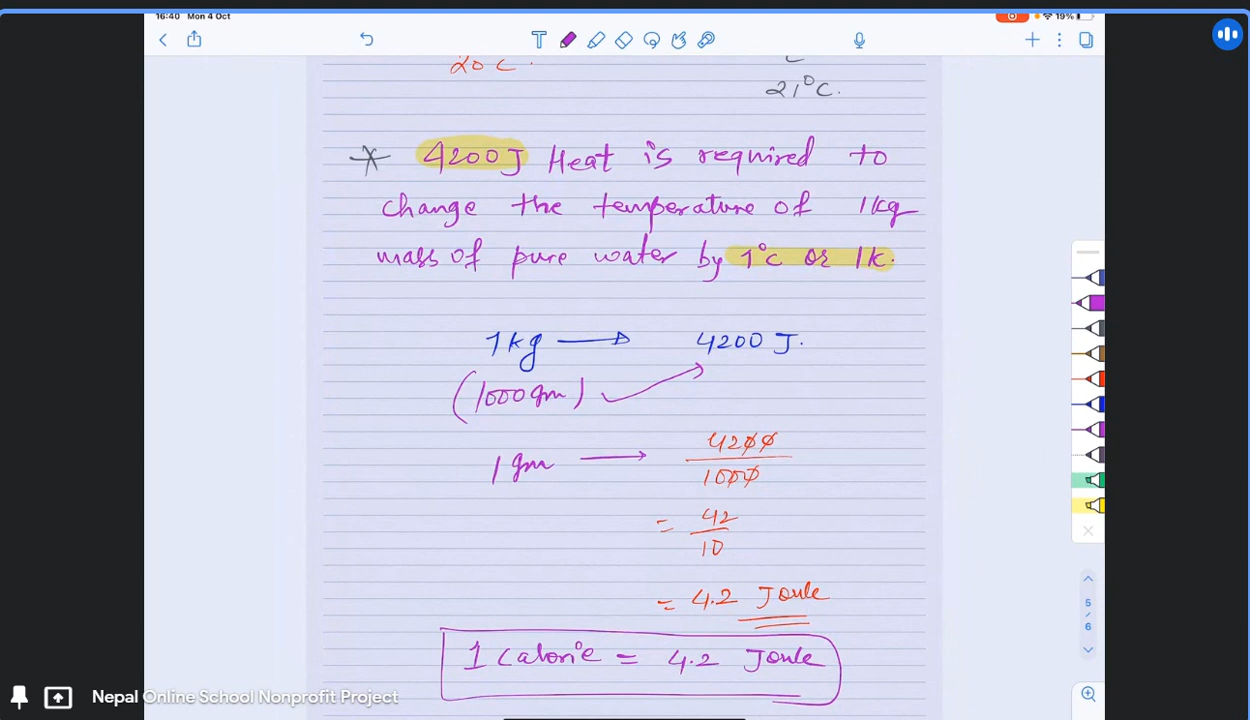 16:40 Mon 4 Oct
19%
20 C.
21°C.
4200J Heat is required to
change the temperature of 1kg
mass of pure water by 1°c or 1k.
1kg → 4200 J.
(1000gm)
1 gm → 4200
1000
= 42
10
= 4.2 Joule
1 Calorie = 4.2 Joule
5
/
6
Nepal Online School Nonprofit Project